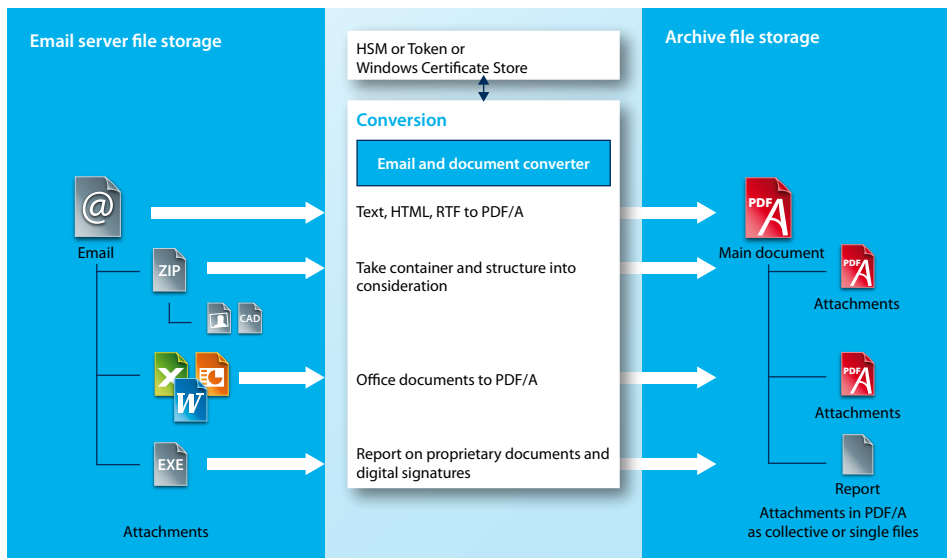 Email server file storage
HSM or Token or
Windows Certificate Store
Archive file storage
Conversion
Email and document converter
@
Email
Text, HTML, RTF to PDF/A
PDF
A
Main document
ZIP
Take container and structure into
consideration
PDF
A
Attachments
CAD
X
W
Office documents to PDF/A
PDF
A
Attachments
EXE
Report on proprietary documents and
digital signatures
Report
Attachments
Attachments in PDF/A
as collective or single files